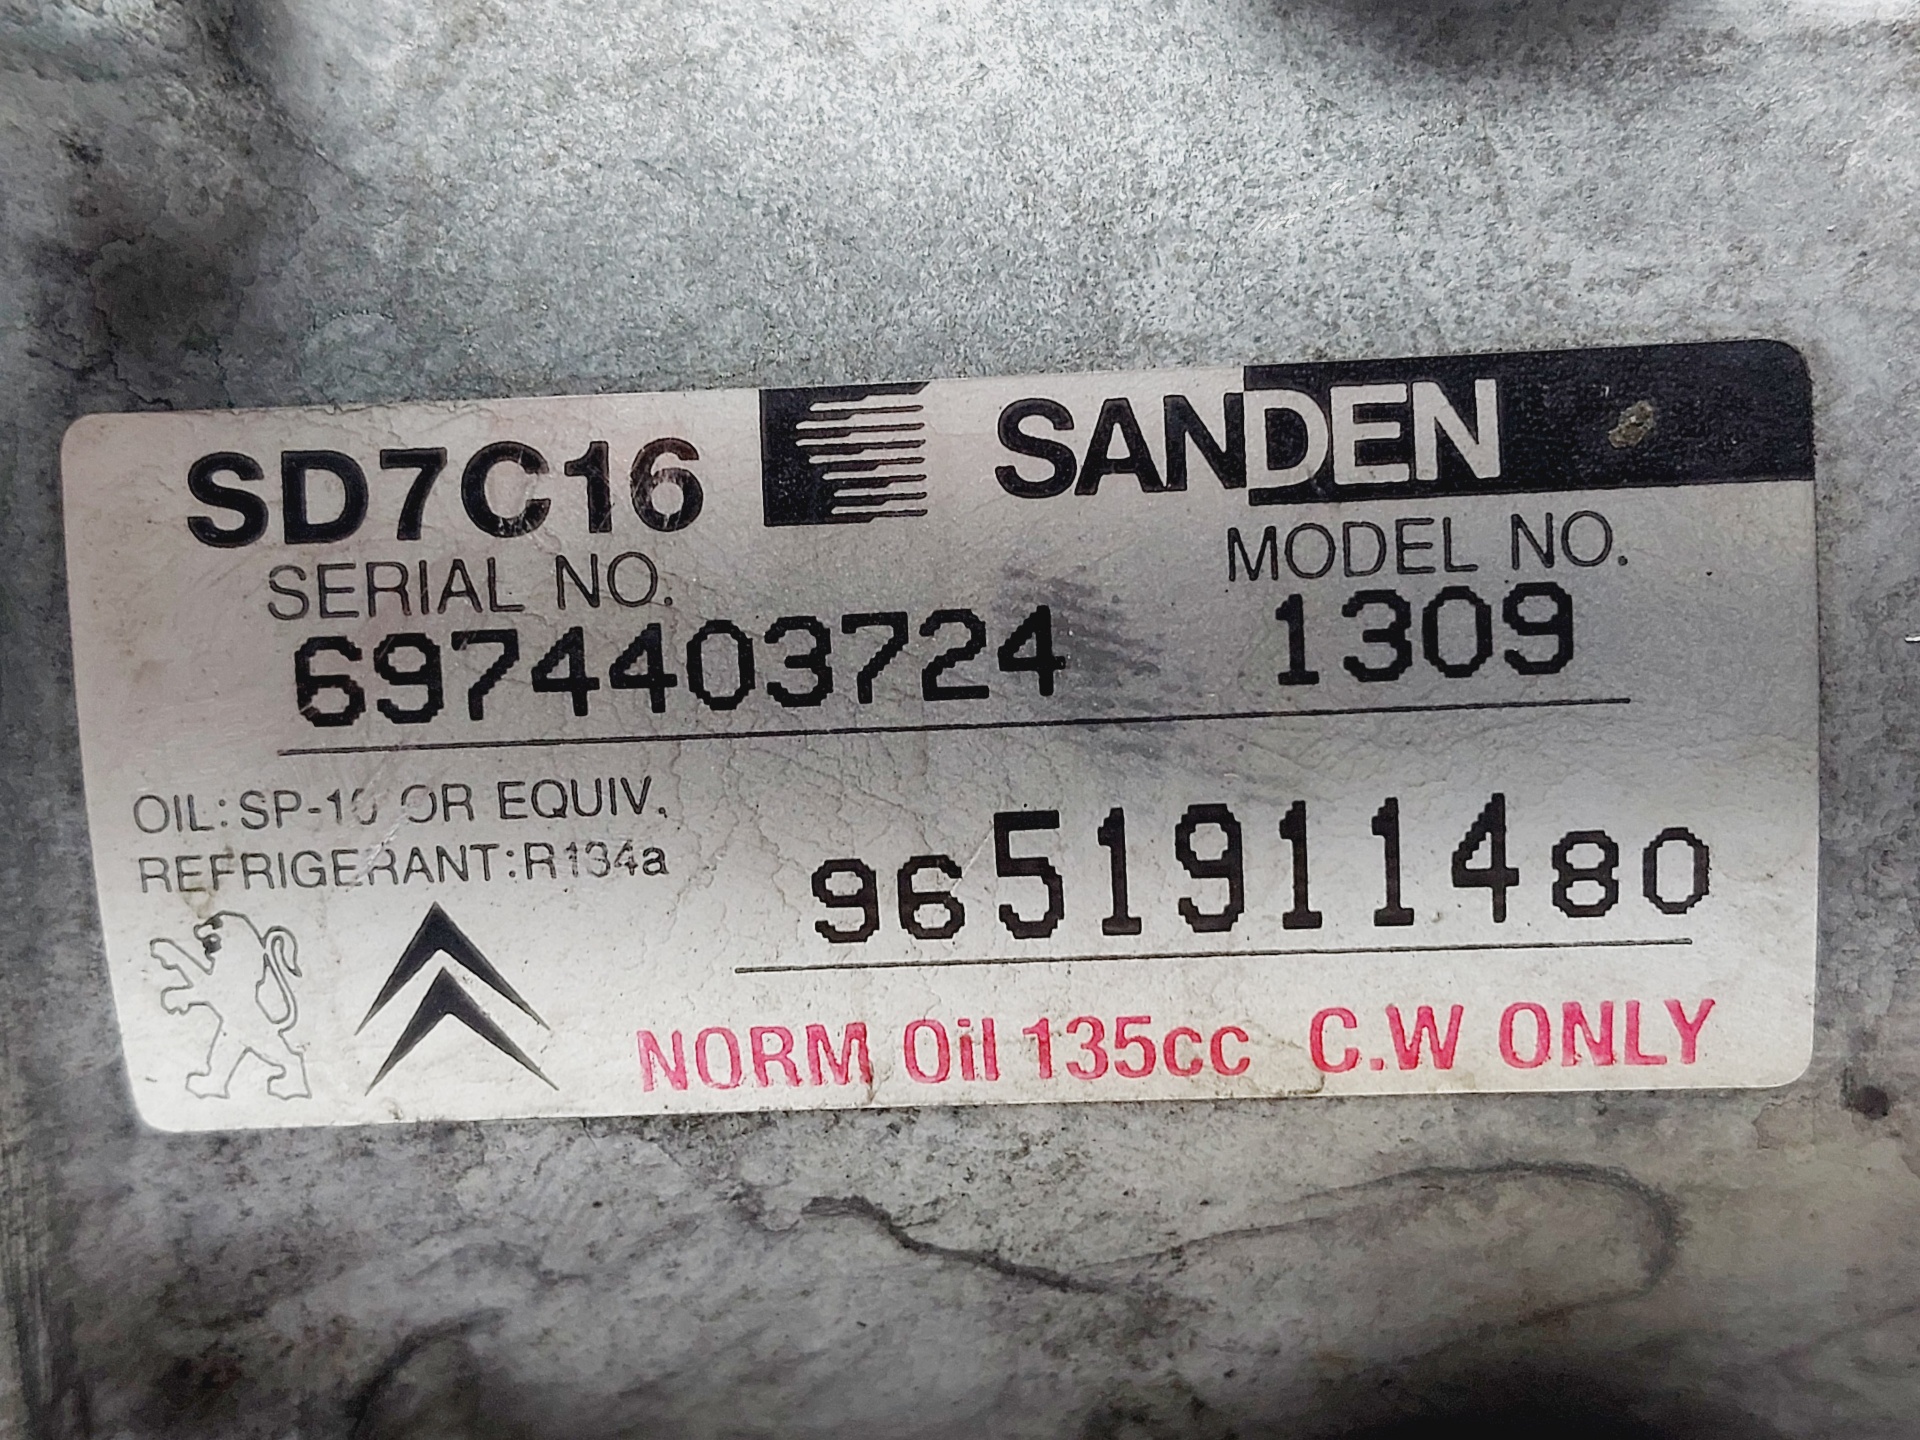 SD7C16 SANDEN
SERIAL NO. MODEL NO.
6974403724 1309
OIL:SP-10 OR EQUIV.
REFRIGERANT:R134a
9651911480
NORM Oil 135cc C.W ONLY